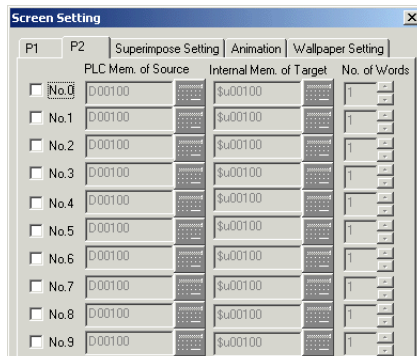 Screen Setting
P1 P2 Superimpose Setting Animation Wallpaper Setting
PLC Mem. of Source Internal Mem. of Target No. of Words
No.0 D00100 $u00100 1
No.1 D00100 $u00100 1
No.2 D00100 $u00100 1
No.3 D00100 $u00100 1
No.4 D00100 $u00100 1
No.5 D00100 $u00100 1
No.6 D00100 $u00100 1
No.7 D00100 $u00100 1
No.8 D00100 $u00100 1
No.9 D00100 $u00100 1